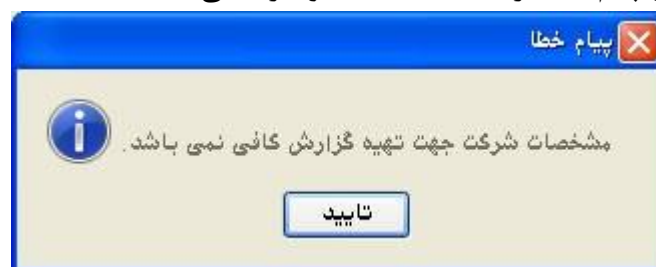 پیام خطا
مشخصات شرکت جهت تهیه گزارش کافی نمی باشد.
تایید